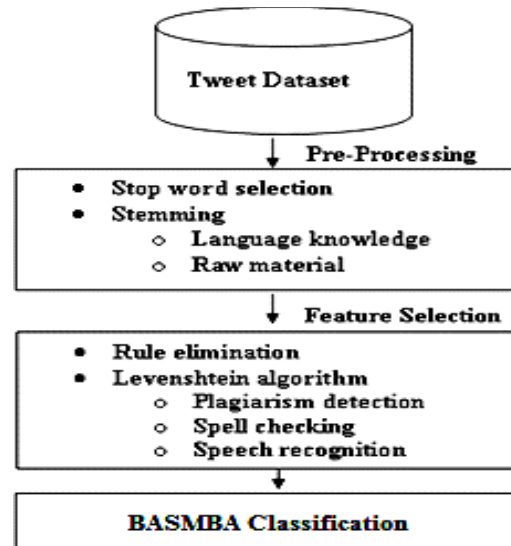 Tweet Dataset
Pre-Processing
● Stop word selection
● Stemming
○ Language knowledge
○ Raw material
Feature Selection
● Rule elimination
● Levenshtein algorithm
○ Plagiarism detection
○ Spell checking
○ Speech recognition
BASMBA Classification